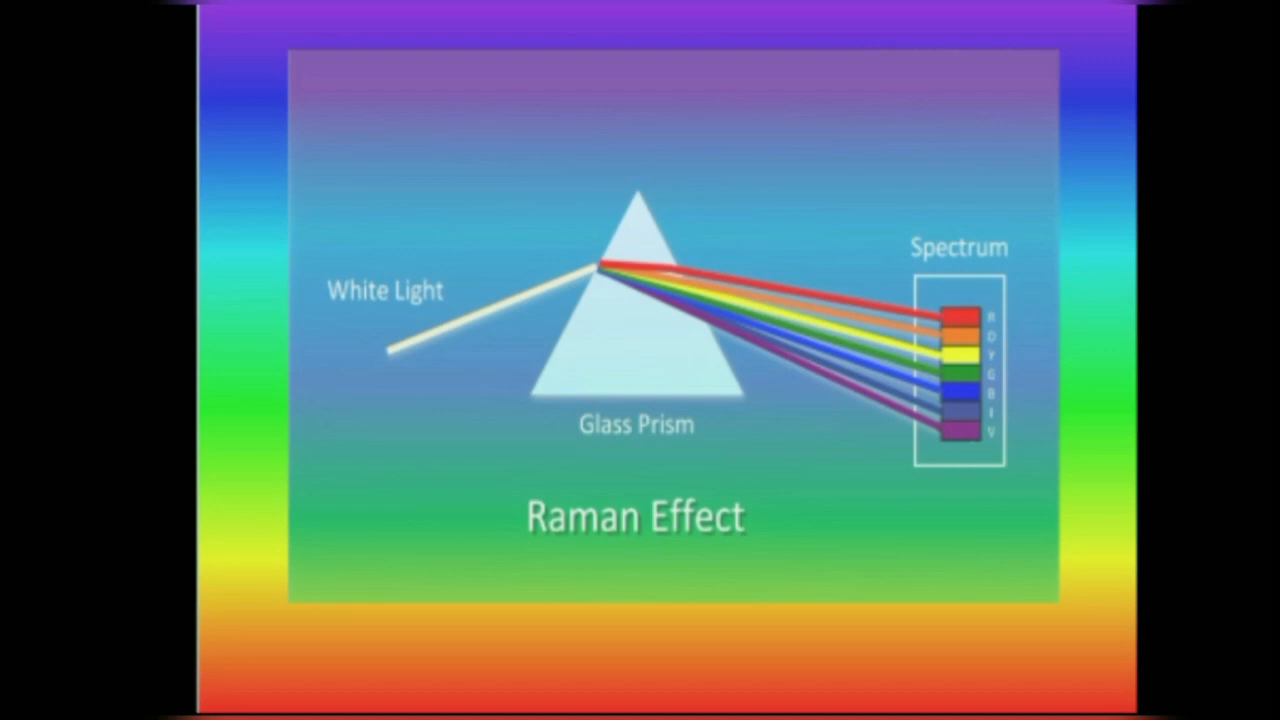 Spectrum
White Light
R
O
Y
G
B
I
V
Glass Prism
Raman Effect